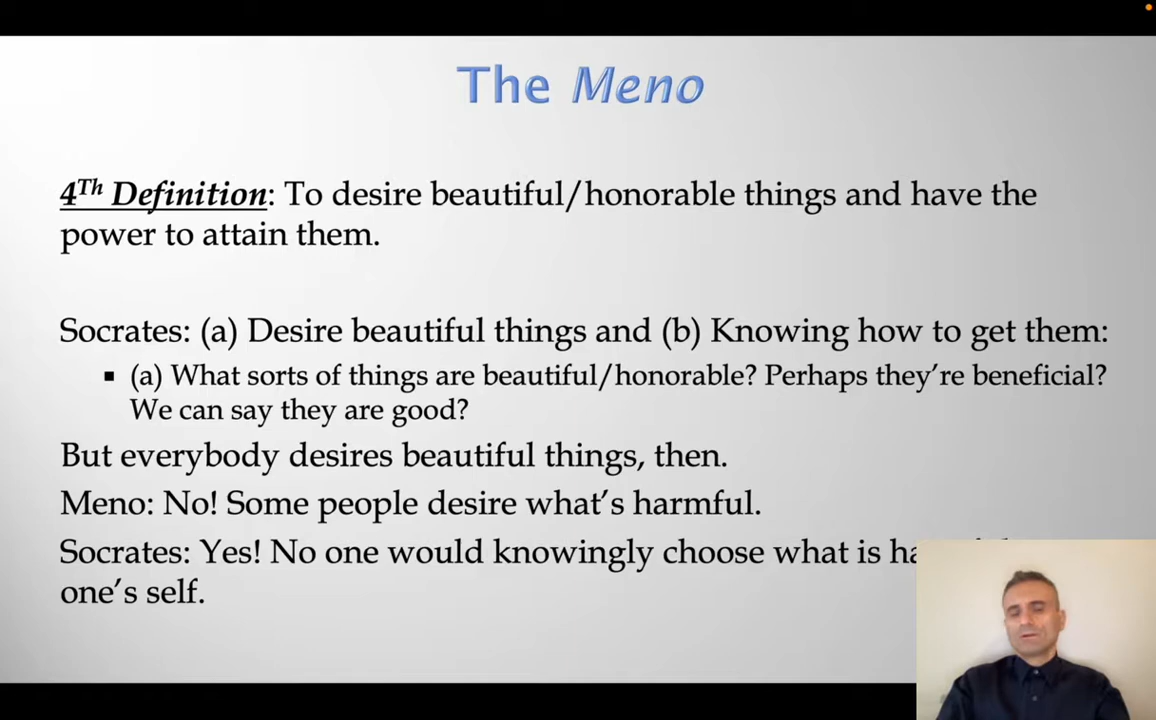 The Meno
4Th Definition: To desire beautiful/honorable things and have the
power to attain them.
Socrates: (a) Desire beautiful things and (b) Knowing how to get them:
▪ (a) What sorts of things are beautiful/honorable? Perhaps they're beneficial?
We can say they are good?
But everybody desires beautiful things, then.
Meno: No! Some people desire what's harmful.
Socrates: Yes! No one would knowingly choose what is
one's self.